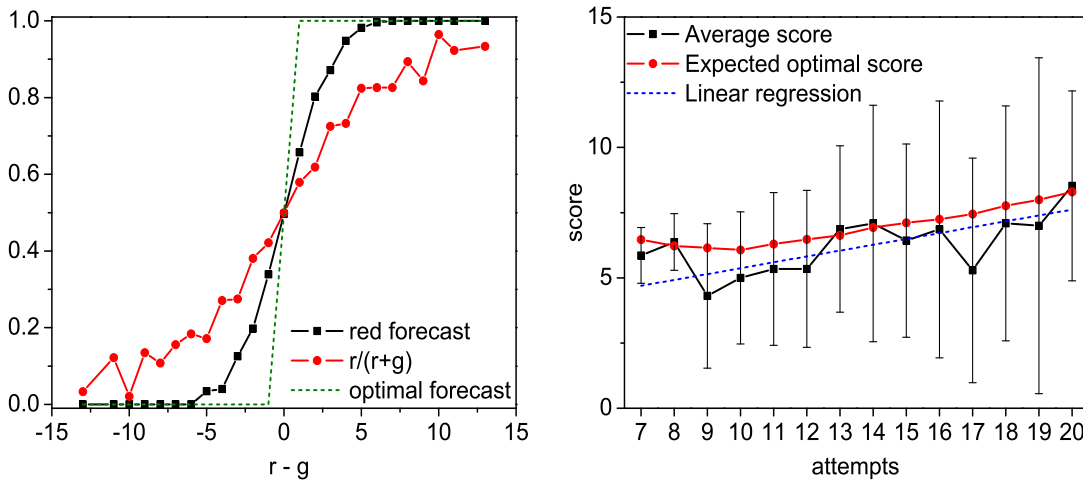 1.0
0.8
0.6
0.4
0.2
0.0
-15 -10 -5 0 5 10 15
r - g
red forecast
r/(r+g)
optimal forecast
15
10
5
0
score
Average score
Expected optimal score
Linear regression
7 8 9 10 11 12 13 14 15 16 17 18 19 20
attempts